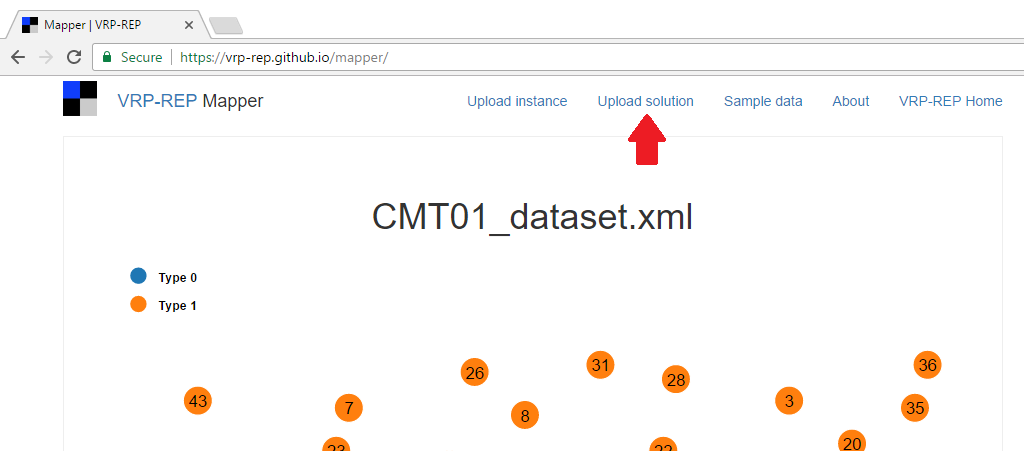 Mapper | VRP-REP
Secure https://vrp-rep.github.io/mapper/
VRP-REP Mapper Upload instance Upload solution Sample data About VRP-REP Home
CMT01_dataset.xml
Type 0
Type 1
31 36
26 28
43 7 8 3 35
23 22 20